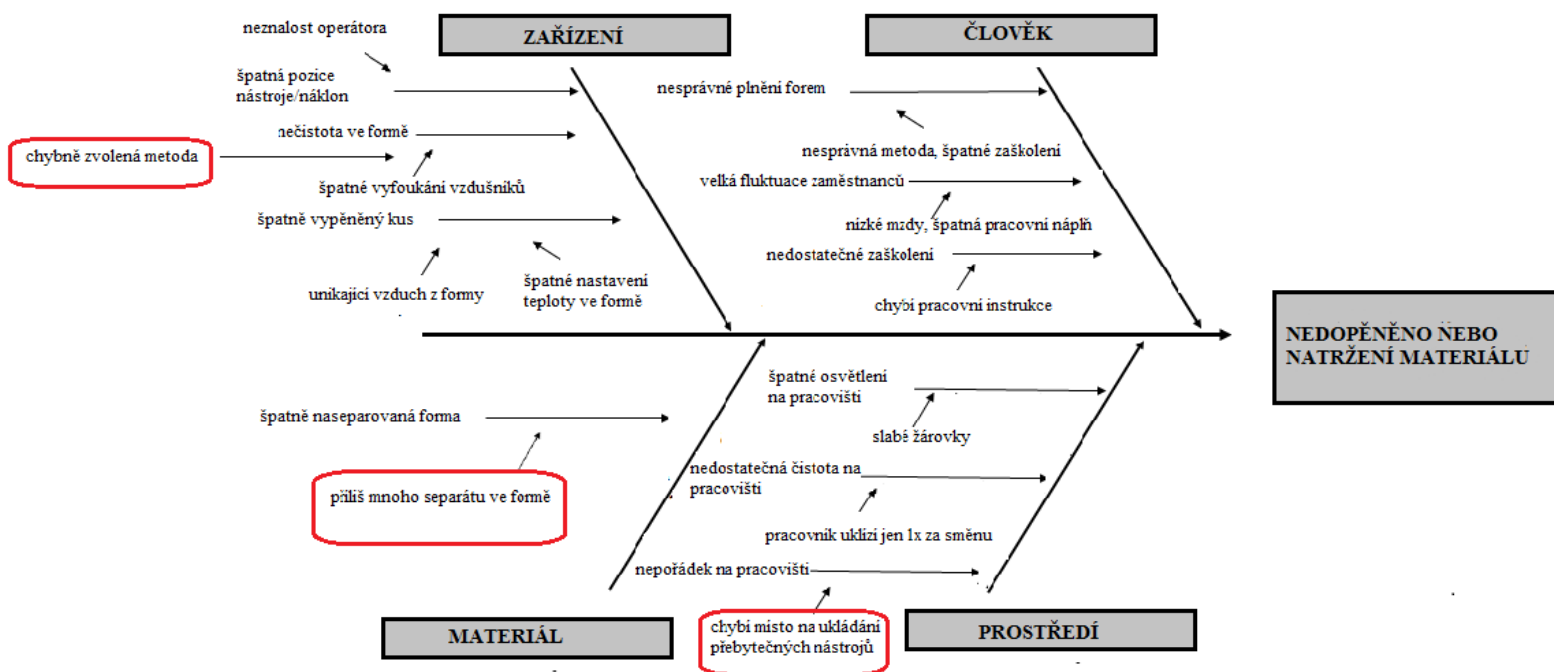 neznalost operátora
ZAŘÍZENÍ
ČLOVĚK
špatná pozice
nástroje/náklon
nesprávné plnění forem
nečistota ve formě
chybně zvolená metoda
nesprávná metoda, špatné zaškolení
špatné vyfoukání vzdušníků
velká fluktuace zaměstnanců
špatně vypěněný kus
nízké mzdy, špatná pracovní náplň
nedostatečné zaškolení
špatné nastavení
teploty ve formě
unikající vzduch z formy
chybí pracovní instrukce
NEDOPĚNĚNO NEBO
NATRŽENÍ MATERIÁLU
špatné osvětlení
na pracovišti
špatně naseparovaná forma
slabé žárovky
nedostatečná čistota na
pracovišti
příliš mnoho separátu ve formě
pracovník uklízí jen 1x za směnu
nepořádek na pracovišti
chybí místo na ukládání
přebytečných nástrojů
MATERIÁL
PROSTŘEDÍ